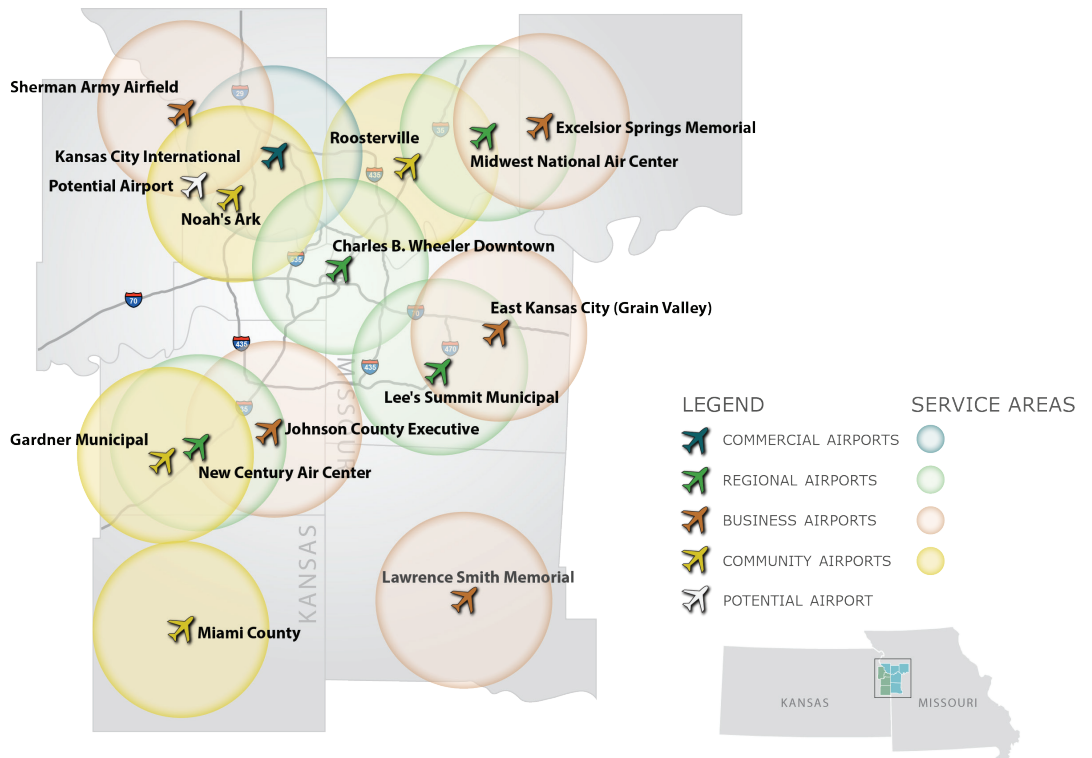 Sherman Army Airfield
29
Roosterville
35
Excelsior Springs Memorial
Kansas City International
Midwest National Air Center
435
Potential Airport
Noah's Ark
Charles B. Wheeler Downtown
635
70
East Kansas City (Grain Valley)
70
435
470
435
MISSOURI
Lee's Summit Municipal
35
Gardner Municipal
Johnson County Executive
New Century Air Center
KANSAS
Lawrence Smith Memorial
Miami County
LEGEND
SERVICE AREAS
COMMERCIAL AIRPORTS
REGIONAL AIRPORTS
BUSINESS AIRPORTS
COMMUNITY AIRPORTS
POTENTIAL AIRPORT
KANSAS
MISSOURI